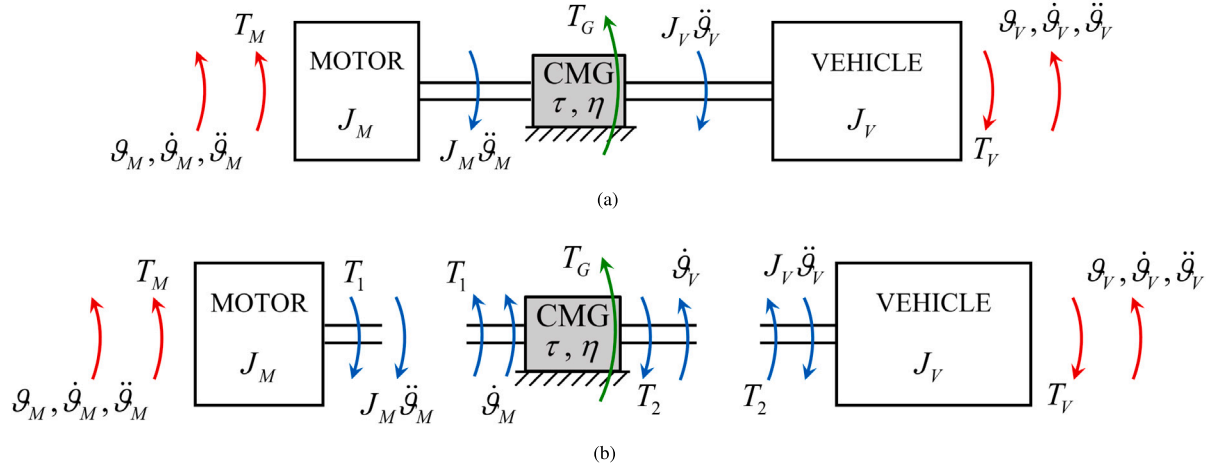 T_M T_G J_V ϑ̈_V ϑ_V, ϑ̇_V, ϑ̈_V
MOTOR CMG VEHICLE
J_M τ, η J_V
ϑ_M, ϑ̇_M, ϑ̈_M J_M ϑ̈_M T_V
(a)
T_M T_1 T_1 T_G ϑ̇_V J_V ϑ̈_V ϑ_V, ϑ̇_V, ϑ̈_V
MOTOR CMG VEHICLE
J_M τ, η J_V
ϑ_M, ϑ̇_M, ϑ̈_M J_M ϑ̈_M ϑ̇_M T_2 T_2 T_V
(b)